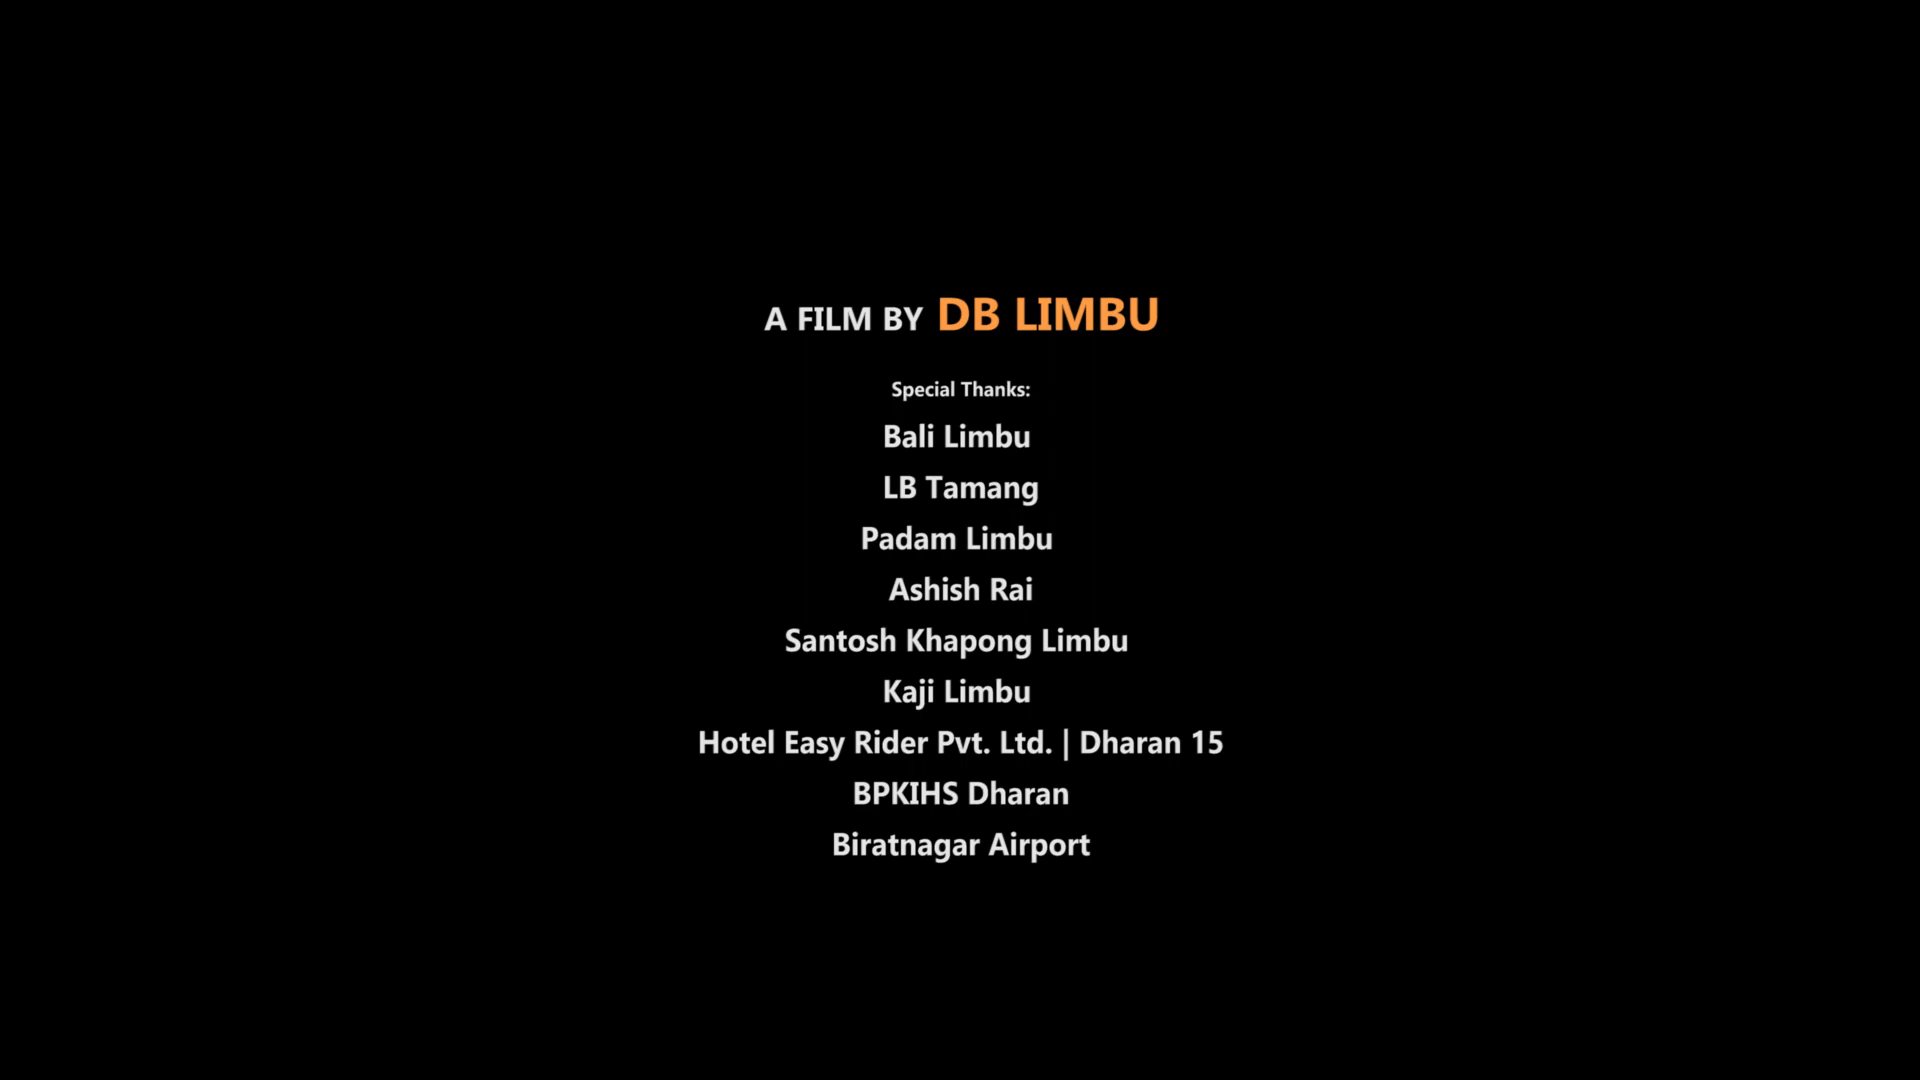 A FILM BY DB LIMBU
Special Thanks:
Bali Limbu
LB Tamang
Padam Limbu
Ashish Rai
Santosh Khapong Limbu
Kaji Limbu
Hotel Easy Rider Pvt. Ltd. | Dharan 15
BPKIHS Dharan
Biratnagar Airport